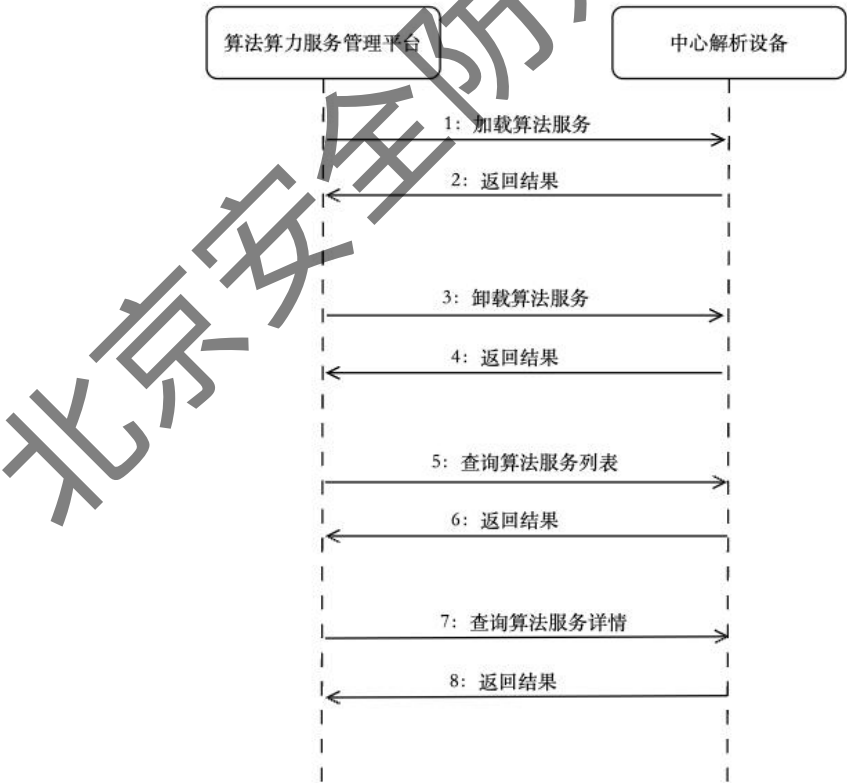 算法算力服务管理平台
中心解析设备
1：加载算法服务
2：返回结果
3：卸载算法服务
4：返回结果
5：查询算法服务列表
6：返回结果
7：查询算法服务详情
8：返回结果
北京安全防